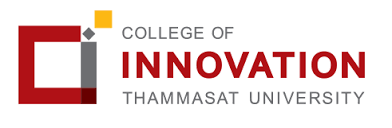 COLLEGE OF
INNOVATION
THAMMASAT UNIVERSITY